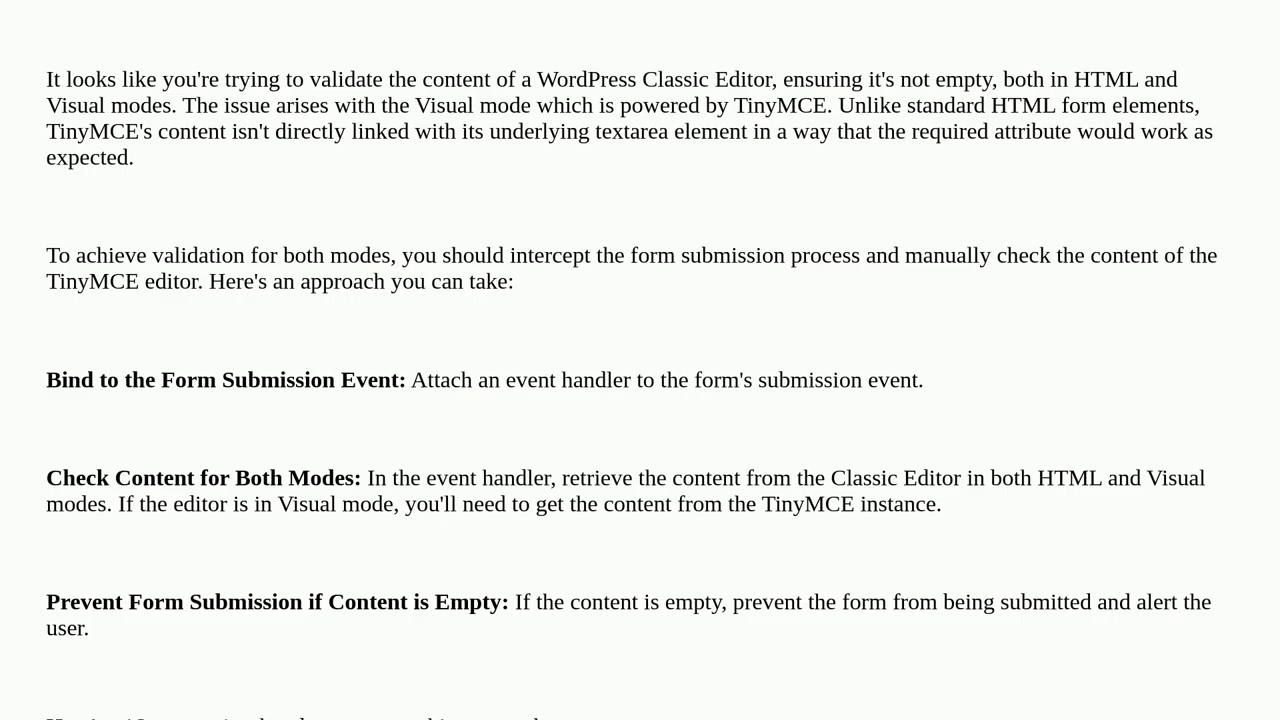 It looks like you're trying to validate the content of a WordPress Classic Editor, ensuring it's not empty, both in HTML and
Visual modes. The issue arises with the Visual mode which is powered by TinyMCE. Unlike standard HTML form elements,
TinyMCE's content isn't directly linked with its underlying textarea element in a way that the required attribute would work as
expected.
To achieve validation for both modes, you should intercept the form submission process and manually check the content of the
TinyMCE editor. Here's an approach you can take:
Bind to the Form Submission Event: Attach an event handler to the form's submission event.
Check Content for Both Modes: In the event handler, retrieve the content from the Classic Editor in both HTML and Visual
modes. If the editor is in Visual mode, you'll need to get the content from the TinyMCE instance.
Prevent Form Submission if Content is Empty: If the content is empty, prevent the form from being submitted and alert the
user.